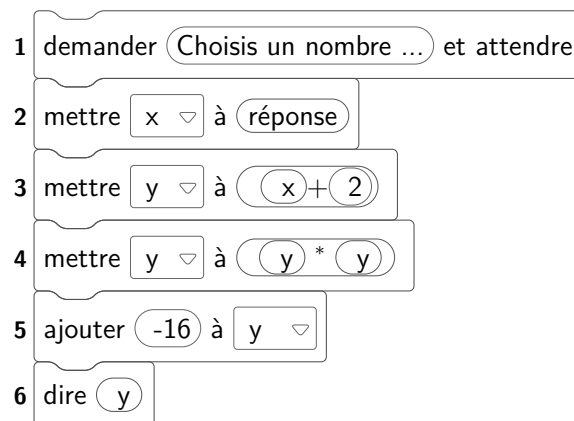 1 demander Choisis un nombre ... et attendre
2 mettre x à réponse
3 mettre y à x + 2
4 mettre y à y * y
5 ajouter -16 à y
6 dire y